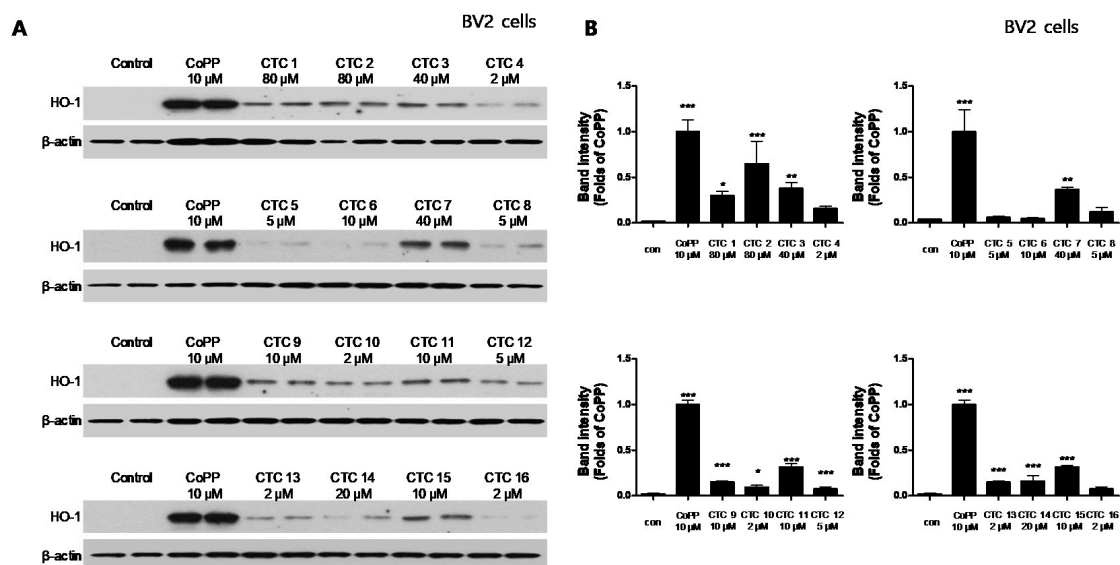 A
BV2 cells
Control CoPP CTC 1 CTC 2 CTC 3 CTC 4
10 μM 80 μM 80 μM 40 μM 2 μM
HO-1
β-actin
Control CoPP CTC 5 CTC 6 CTC 7 CTC 8
10 μM 5 μM 10 μM 40 μM 5 μM
HO-1
β-actin
Control CoPP CTC 9 CTC 10 CTC 11 CTC 12
10 μM 10 μM 2 μM 10 μM 5 μM
HO-1
β-actin
Control CoPP CTC 13 CTC 14 CTC 15 CTC 16
10 μM 2 μM 20 μM 10 μM 2 μM
HO-1
β-actin
B
BV2 cells
Band intensity
(Folds of CoPP)
1.5
1.0
0.5
0.0
*** * *** **
con CoPP CTC 1 CTC 2 CTC 3 CTC 4
10 μM 80 μM 80 μM 40 μM 2 μM
Band intensity
(Folds of CoPP)
1.5
1.0
0.5
0.0
*** **
con CoPP CTC 5 CTC 6 CTC 7 CTC 8
10 μM 5 μM 10 μM 40 μM 5 μM
Band intensity
(Folds of CoPP)
1.5
1.0
0.5
0.0
*** *** * *** ***
con CoPP CTC 9 CTC 10 CTC 11 CTC 12
10 μM 10 μM 2 μM 10 μM 5 μM
Band intensity
(Folds of CoPP)
1.5
1.0
0.5
0.0
*** *** *** ***
con CoPP CTC 13 CTC 14 CTC 15 CTC 16
10 μM 2 μM 20 μM 10 μM 2 μM